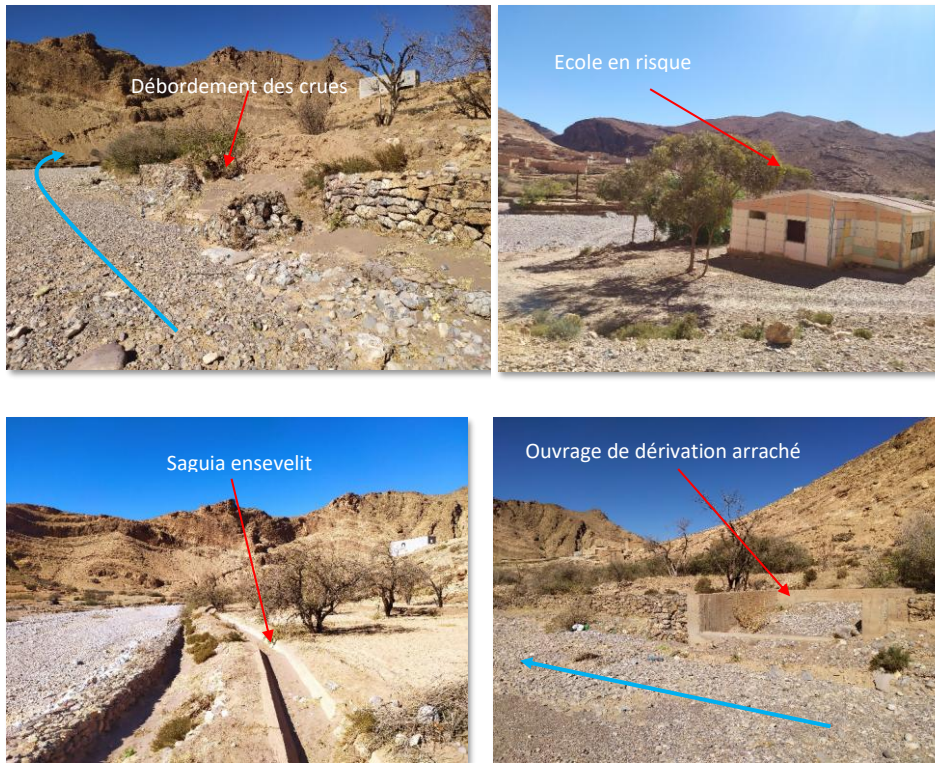 Débordement des crues
Ecole en risque
Saguia ensevelit
Ouvrage de dérivation arraché